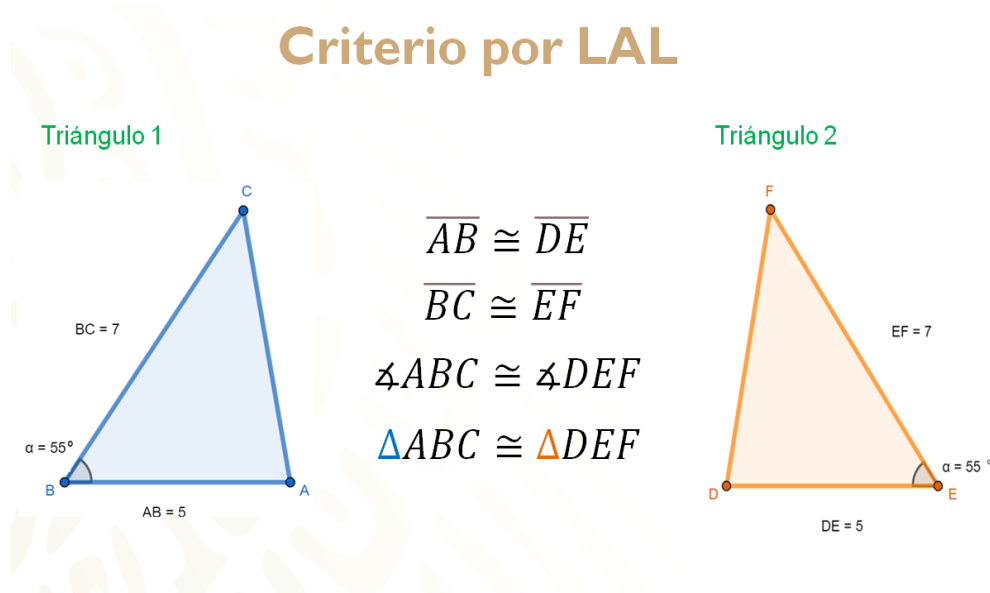 Criterio por LAL
Triángulo 1
Triángulo 2
C
F
AB ≅ DE
BC ≅ EF
BC = 7
EF = 7
∡ABC ≅ ∡DEF
ΔABC ≅ ΔDEF
α = 55°
α = 55 °
B
A
D
E
AB = 5
DE = 5